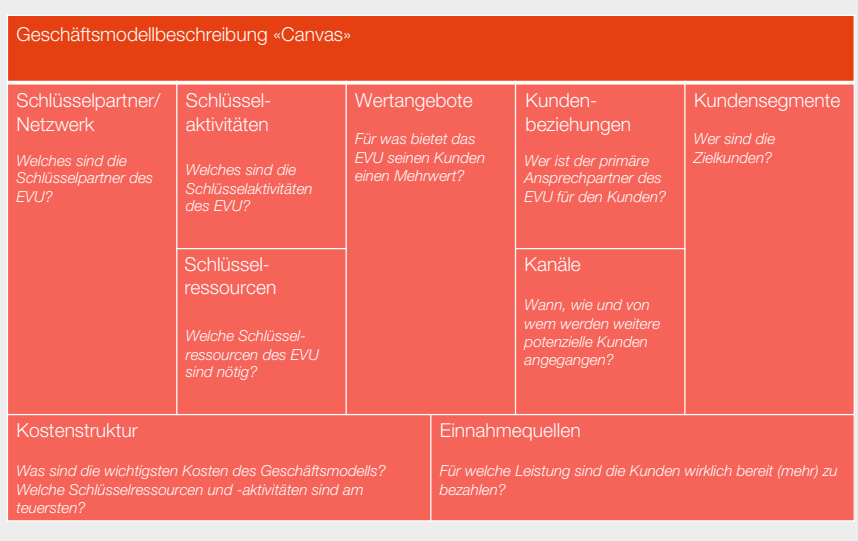 Geschäftsmodellbeschreibung «Canvas»
Schlüsselpartner/
Netzwerk
Welches sind die
Schlüsselpartner des
EVU?
Schlüssel-
aktivitäten
Welches sind die
Schlüsselaktivitäten
des EVU?
Schlüssel-
ressourcen
Welche Schlüssel-
ressourcen des EVU
sind nötig?
Wertangebote
Für was bietet das
EVU seinen Kunden
einen Mehrwert?
Kunden-
beziehungen
Wer ist der primäre
Ansprechpartner des
EVU für den Kunden?
Kanäle
Wann, wie und von
wem werden weitere
potenzielle Kunden
angegangen?
Kundensegmente
Wer sind die
Zielkunden?
Kostenstruktur
Was sind die wichtigsten Kosten des Geschäftsmodells?
Welche Schlüsselressourcen und -aktivitäten sind am
teuersten?
Einnahmequellen
Für welche Leistung sind die Kunden wirklich bereit (mehr) zu
bezahlen?